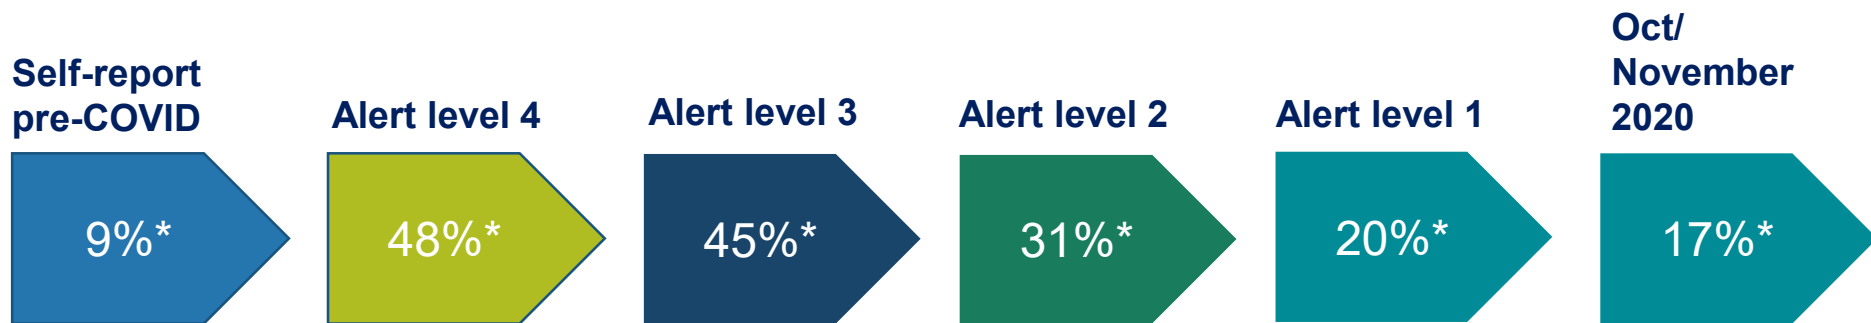 Self-report
pre-COVID
Alert level 4
Alert level 3
Alert level 2
Alert level 1
Oct/
November
2020
9%*
48%*
45%*
31%*
20%*
17%*